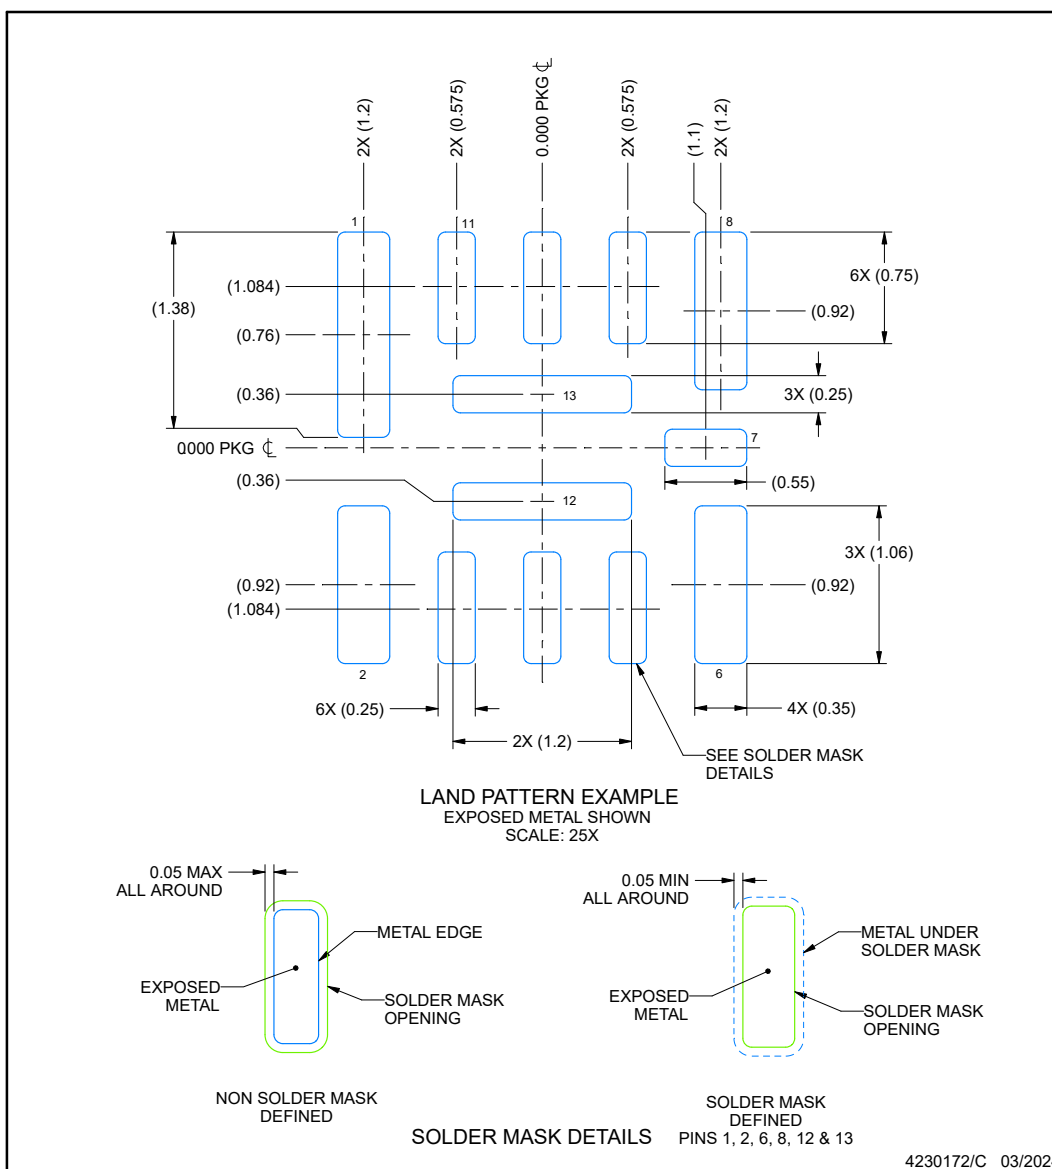 2X (1.2)
2X (0.575)
0.000 PKG ℄
2X (0.575)
(1.1)
2X (1.2)
1
11
8
(1.38)
(1.084)
(0.76)
(0.36)
0000 PKG ℄
(0.36)
(0.92)
(1.084)
6X (0.75)
(0.92)
3X (0.25)
13
7
(0.55)
12
3X (1.06)
(0.92)
2
6
6X (0.25)
4X (0.35)
2X (1.2)
SEE SOLDER MASK
DETAILS
LAND PATTERN EXAMPLE
EXPOSED METAL SHOWN
SCALE: 25X
0.05 MAX
ALL AROUND
METAL EDGE
EXPOSED
METAL
SOLDER MASK
OPENING
NON SOLDER MASK
DEFINED
0.05 MIN
ALL AROUND
METAL UNDER
SOLDER MASK
EXPOSED
METAL
SOLDER MASK
OPENING
SOLDER MASK
DEFINED
PINS 1, 2, 6, 8, 12 & 13
SOLDER MASK DETAILS
4230172/C 03/202